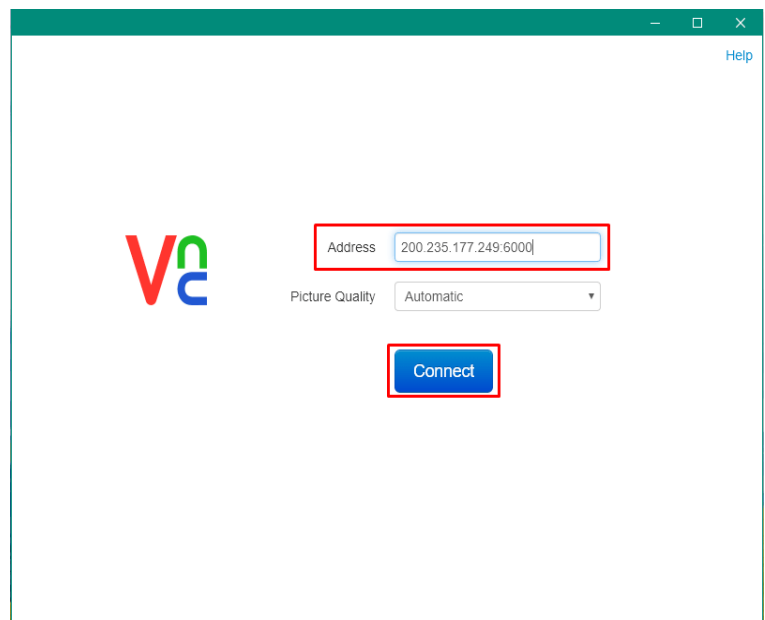 Help
Vnc
Address 200.235.177.249:6000
Picture Quality Automatic
Connect